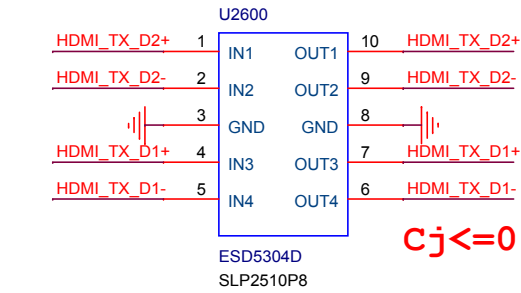 U2600
HDMI_TX_D2+ 1 IN1 OUT1 10 HDMI_TX_D2+
HDMI_TX_D2- 2 IN2 OUT2 9 HDMI_TX_D2-
3 GND GND 8
HDMI_TX_D1+ 4 IN3 OUT3 7 HDMI_TX_D1+
HDMI_TX_D1- 5 IN4 OUT4 6 HDMI_TX_D1-
Cj<=0
ESD5304D
SLP2510P8